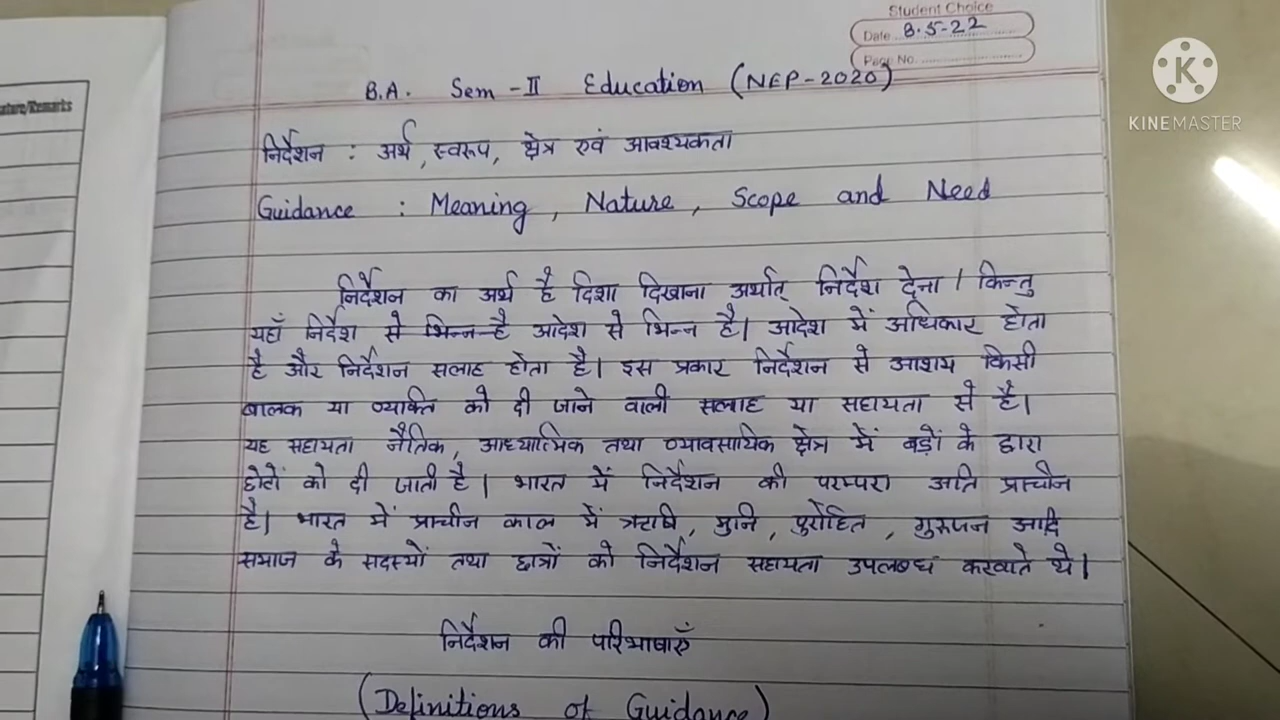 Student Choice
Date 8.5-22
Page No.
ature/Remarks
K
KINEMASTER
B.A. Sem-II Education (NEP-2020)
निर्देशन : अर्थ, स्वरूप, क्षेत्र एवं आवश्यकता
Guidance : Meaning, Nature, Scope and Need
निर्देशन का अर्थ है दिशा दिखाना अर्थात् निर्देश देना। किन्तु
यहाँ निर्देश से भिन्न है आदेश से भिन्न है। आदेश में अधिकार होता
है और निर्देशन सलाह होता है। इस प्रकार निर्देशन से आशय किसी
बालक या व्यक्ति को दी जाने वाली सलाह या सहायता से है।
यह सहायता नैतिक, आध्यात्मिक तथा व्यावसायिक क्षेत्र में बड़ों के द्वारा
छोटों को दी जाती है। भारत में निर्देशन की परम्परा अति प्राचीन
है। भारत में प्राचीन काल में ऋषि, मुनि, पुरोहित, गुरूजन आदि
समाज के सदस्यों तथा छात्रों को निर्देशन सहायता उपलब्ध करवाते थे।
निर्देशन की परिभाषाएँ
(Definitions of Guidance)